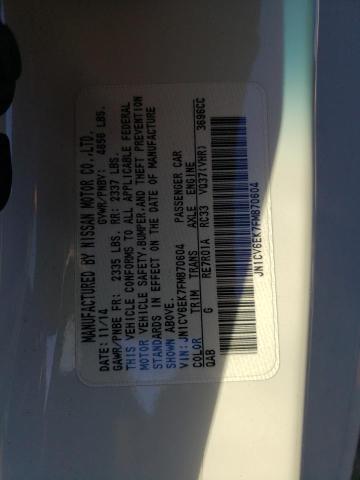 MANUFACTURED BY NISSAN MOTOR CO.,LTD.
DATE: 11/14 GVWR/PNBV: 4856 LBS.
GAWR/PNBE FR: 2335 LBS. RR: 2337 LBS.
THIS VEHICLE CONFORMS TO ALL APPLICABLE FEDERAL
MOTOR VEHICLE SAFETY,BUMPER,AND THEFT PREVENTION
STANDARDS IN EFFECT ON THE DATE OF MANUFACTURE
SHOWN ABOVE.
VIN: JN1CV6EK7FM870604 PASSENGER CAR
COLOR TRIM TRANS AXLE ENGINE
QAB G RE7R01A RC33 VQ37(VHR) 3696CC
JN1CV6EK7FM870604